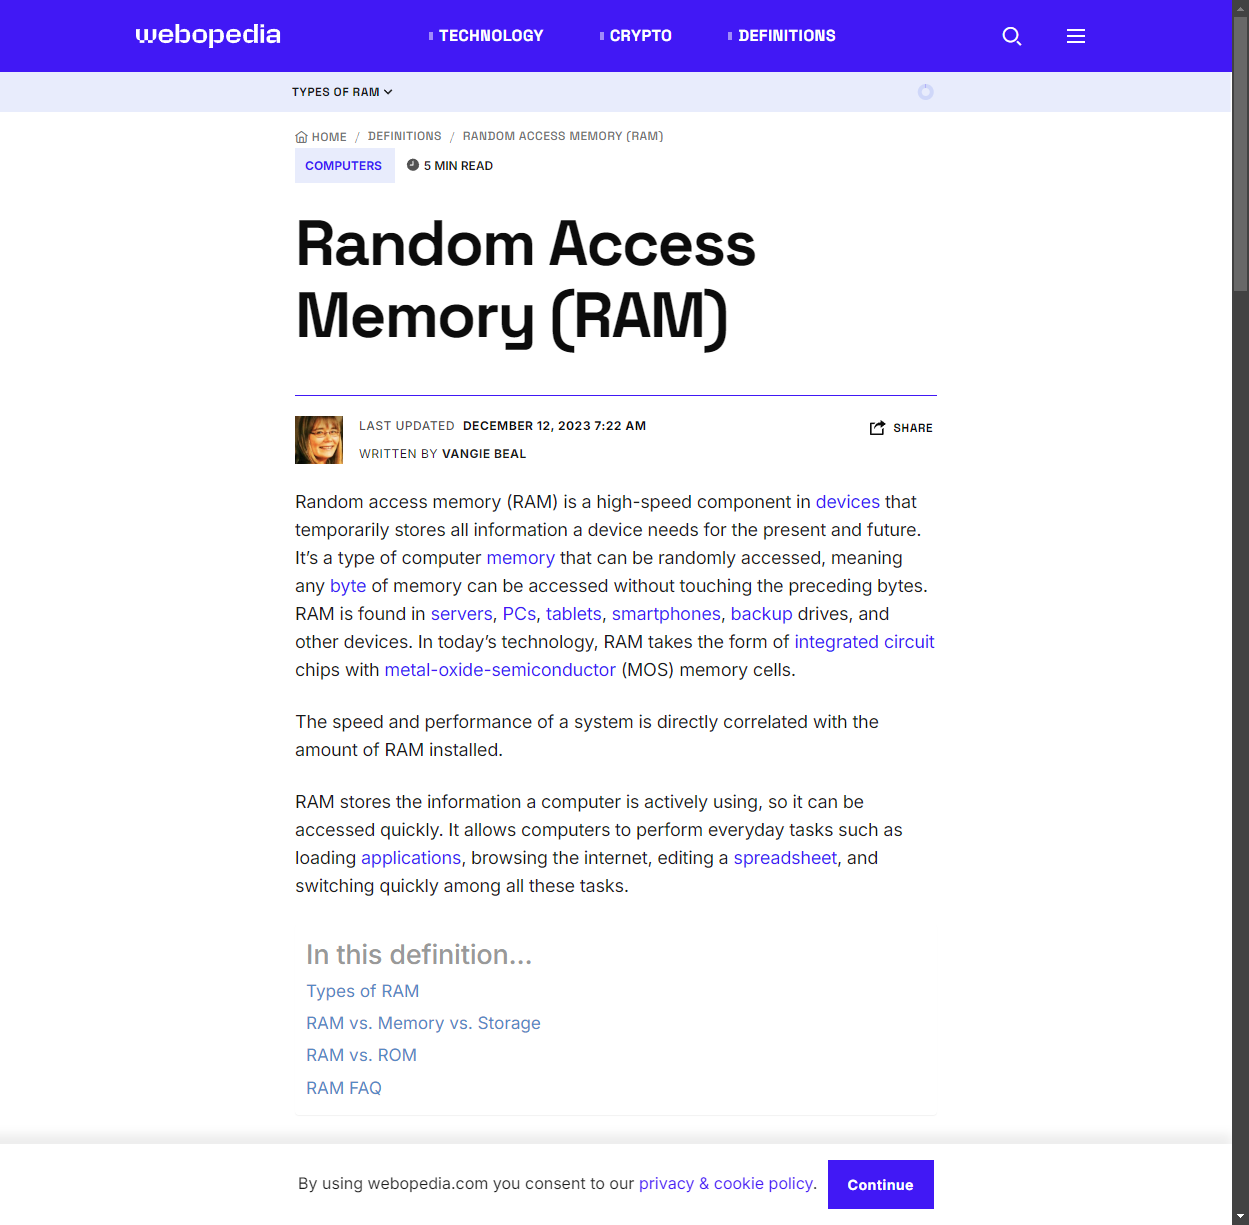 webopedia
TECHNOLOGY
CRYPTO
DEFINITIONS
TYPES OF RAM
HOME / DEFINITIONS / RANDOM ACCESS MEMORY (RAM)
COMPUTERS
5 MIN READ
Random Access
Memory (RAM)
LAST UPDATED DECEMBER 12, 2023 7:22 AM
SHARE
WRITTEN BY VANGIE BEAL
Random access memory (RAM) is a high-speed component in devices that
temporarily stores all information a device needs for the present and future.
It’s a type of computer memory that can be randomly accessed, meaning
any byte of memory can be accessed without touching the preceding bytes.
RAM is found in servers, PCs, tablets, smartphones, backup drives, and
other devices. In today’s technology, RAM takes the form of integrated circuit
chips with metal-oxide-semiconductor (MOS) memory cells.
The speed and performance of a system is directly correlated with the
amount of RAM installed.
RAM stores the information a computer is actively using, so it can be
accessed quickly. It allows computers to perform everyday tasks such as
loading applications, browsing the internet, editing a spreadsheet, and
switching quickly among all these tasks.
In this definition...
Types of RAM
RAM vs. Memory vs. Storage
RAM vs. ROM
RAM FAQ
By using webopedia.com you consent to our privacy & cookie policy.
Continue